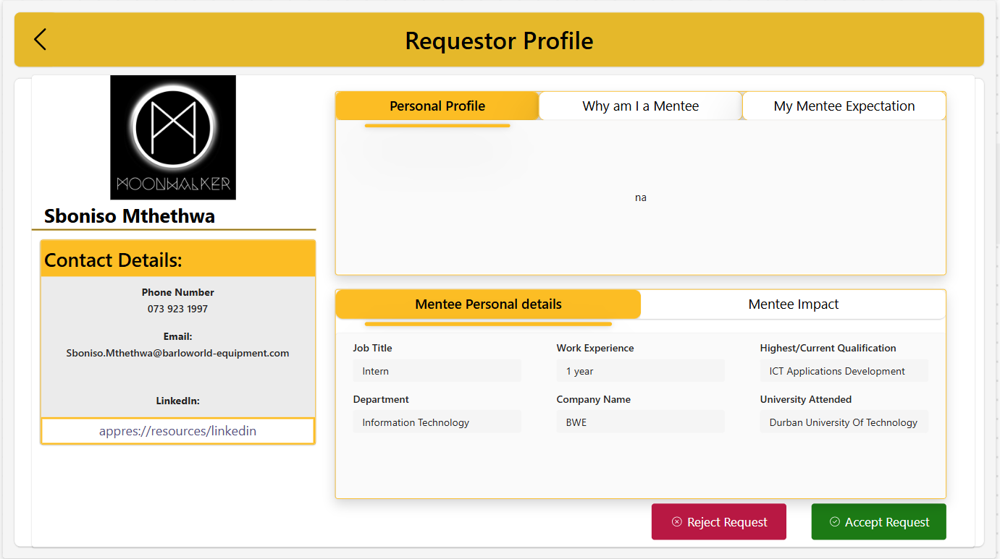 Requestor Profile
MOONWALKER
Sboniso Mthethwa
Contact Details:
Phone Number
073 923 1997
Email:
Sboniso.Mthethwa@barloworld-equipment.com
LinkedIn:
appres://resources/linkedin
Personal Profile
Why am I a Mentee
My Mentee Expectation
na
Mentee Personal details
Mentee Impact
Job Title
Work Experience
Highest/Current Qualification
Intern
1 year
ICT Applications Development
Department
Company Name
University Attended
Information Technology
BWE
Durban University Of Technology
Reject Request
Accept Request